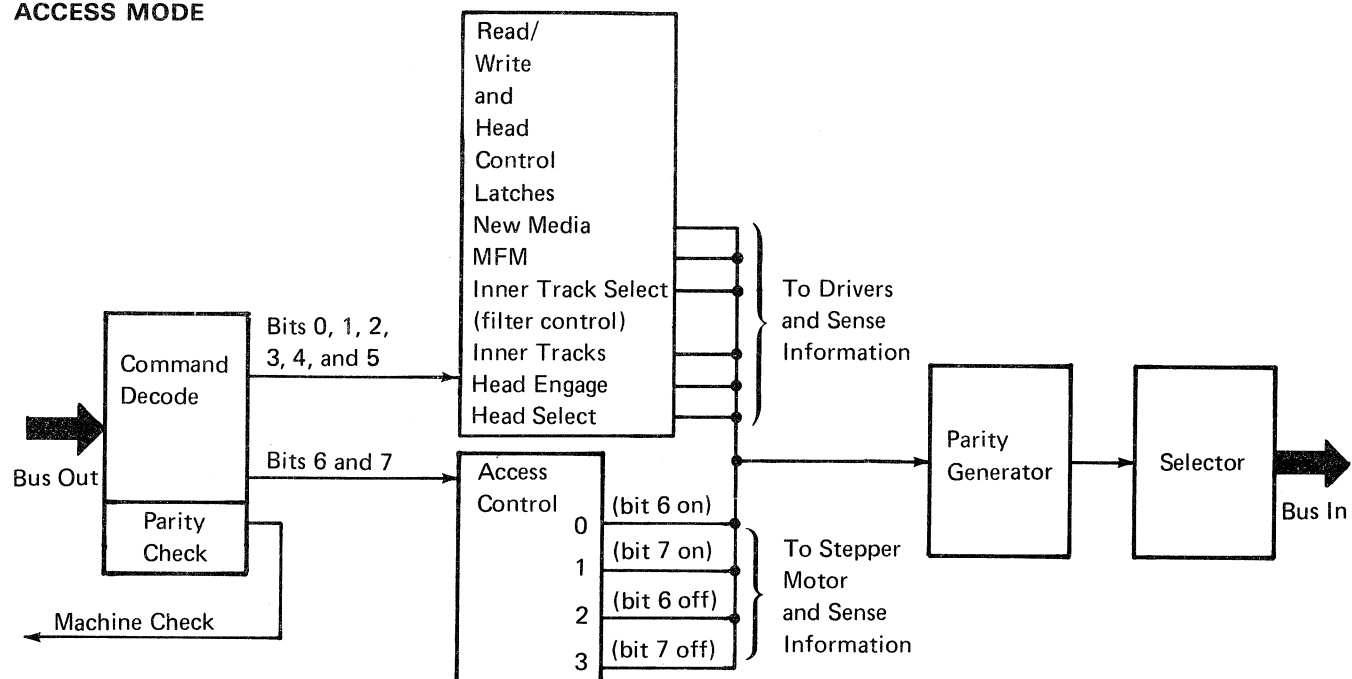 ACCESS MODE
Read/
Write
and
Head
Control
Latches
New Media
MFM
Inner Track Select
(filter control)
Inner Tracks
Head Engage
Head Select
To Drivers
and Sense
Information
Command
Decode
Bits 0, 1, 2,
3, 4, and 5
Bus Out
Bits 6 and 7
Parity
Check
Machine Check
Access
Control
0
(bit 6 on)
1
(bit 7 on)
2
(bit 6 off)
3
(bit 7 off)
To Stepper
Motor
and Sense
Information
Parity
Generator
Selector
Bus In